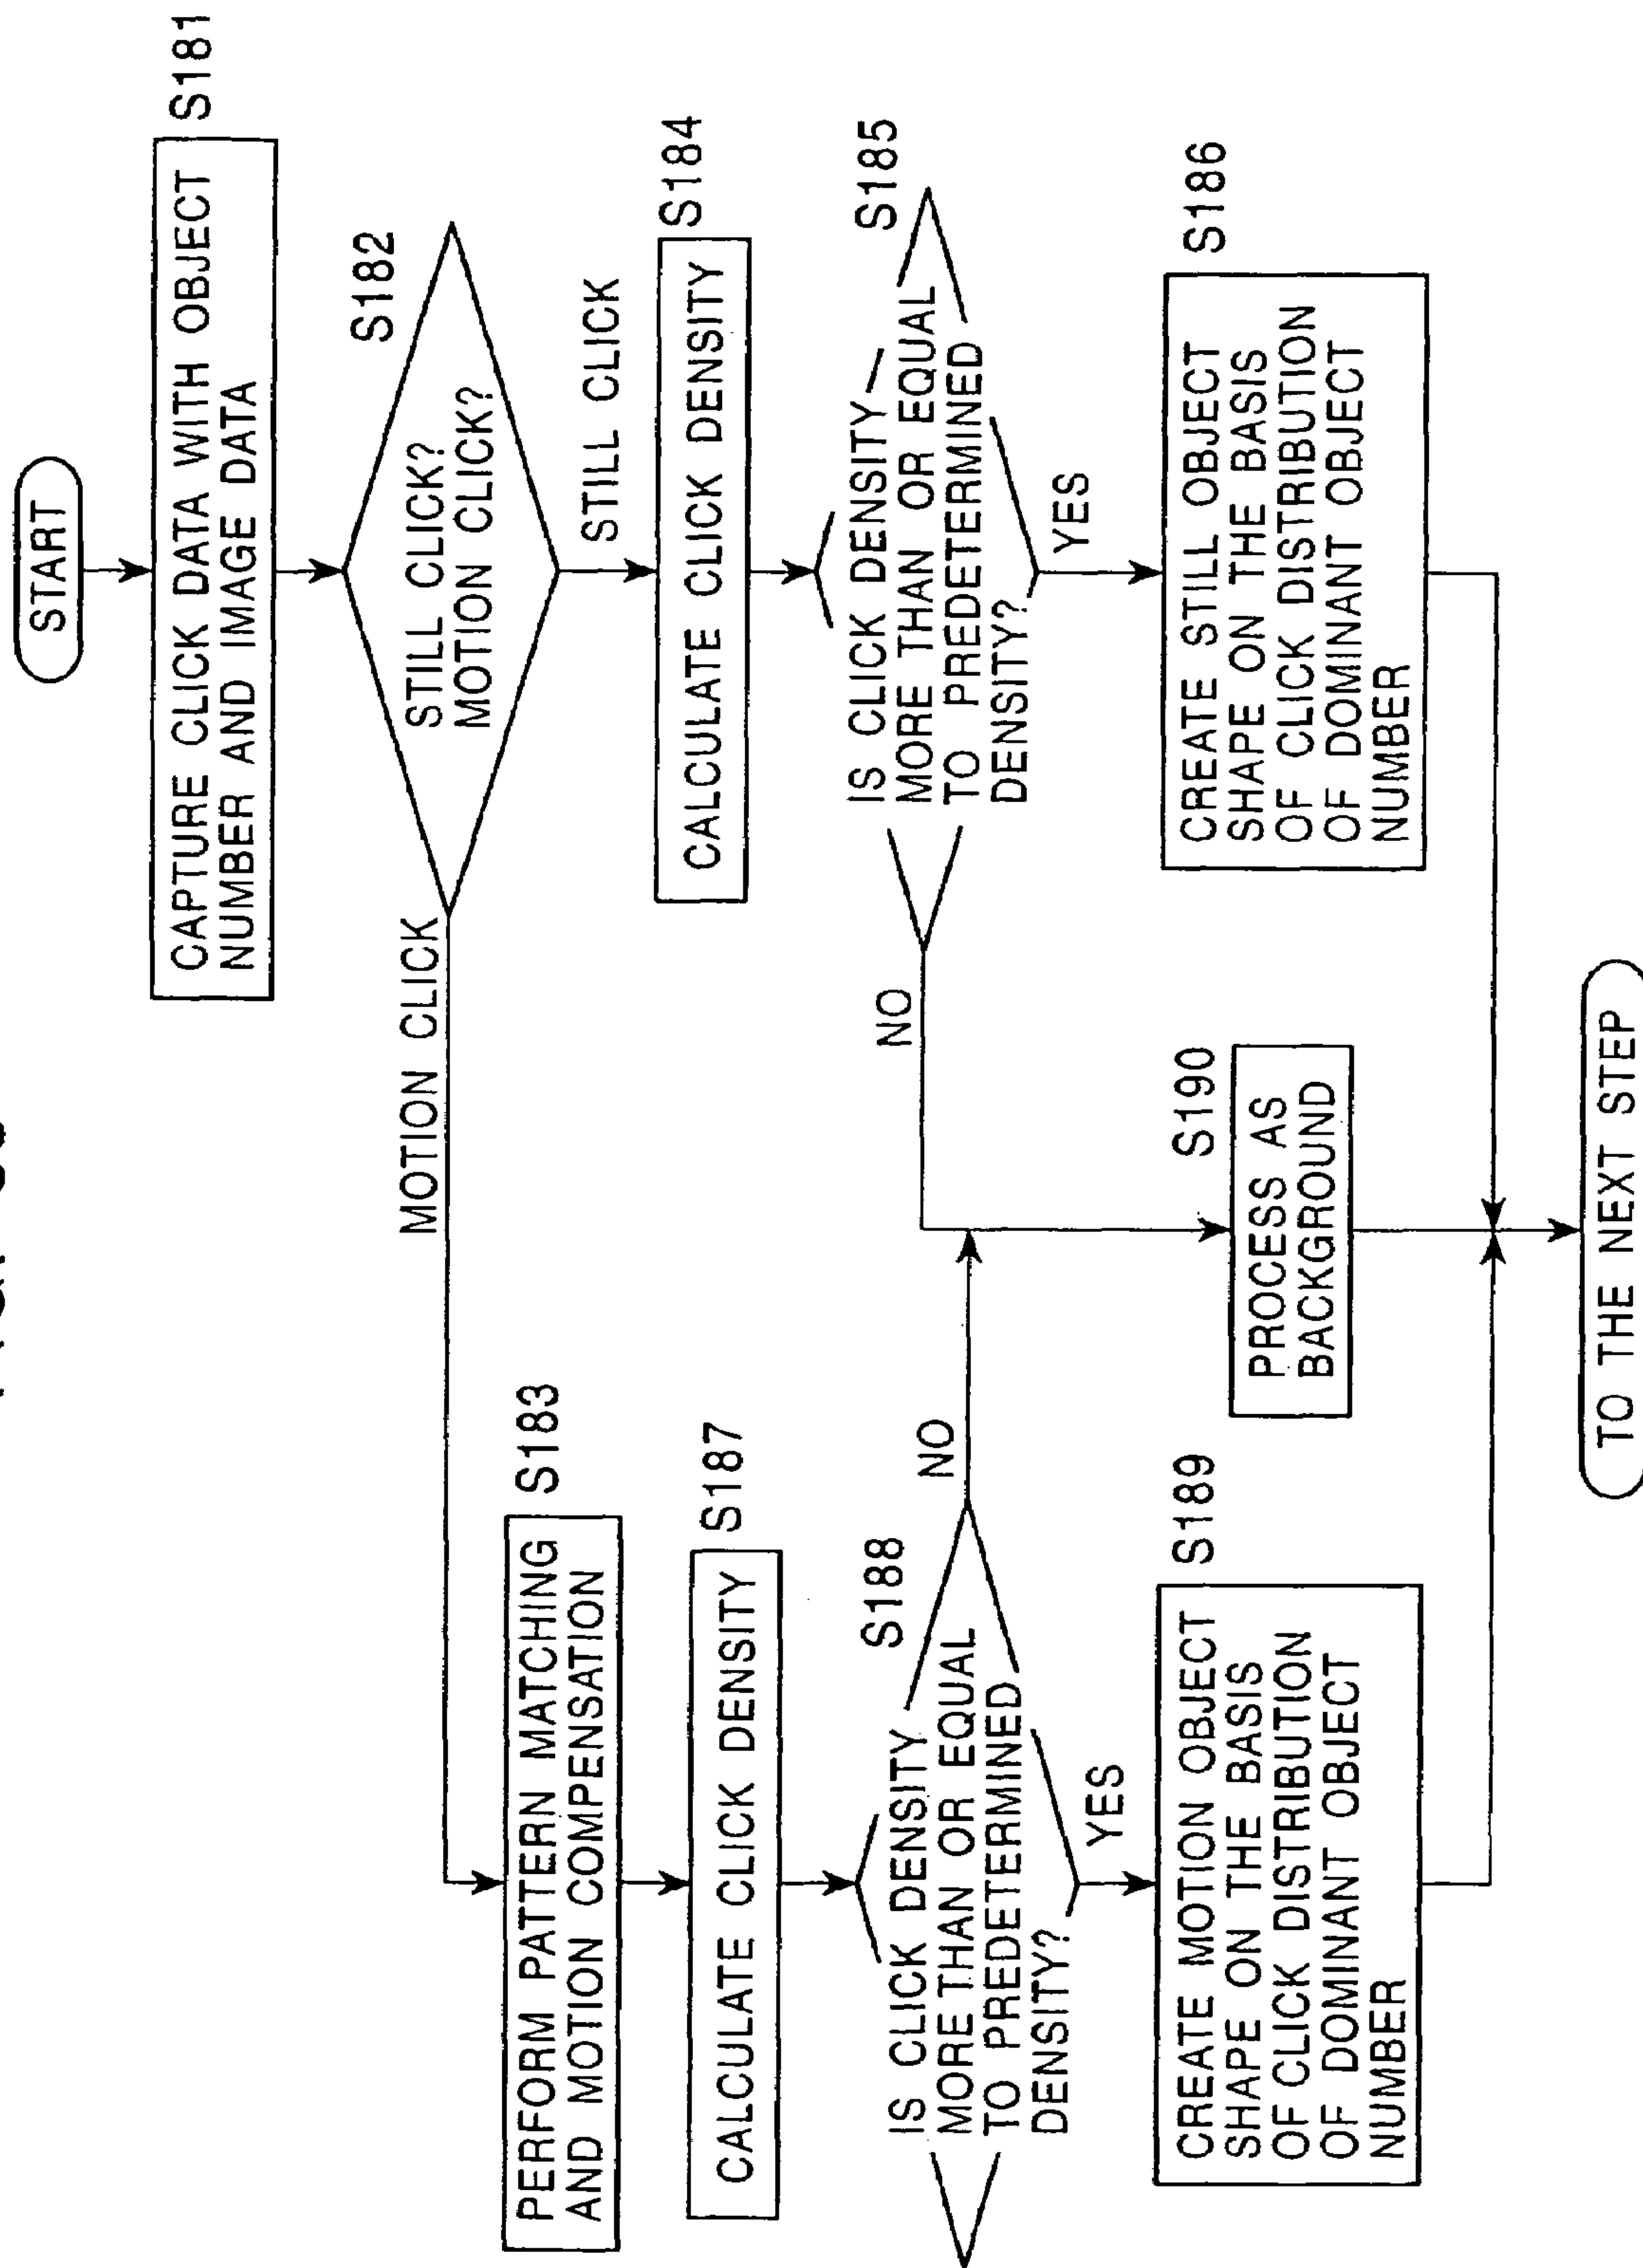 START
CAPTURE CLICK DATA WITH OBJECT
NUMBER AND IMAGE DATA
S181
S182
STILL CLICK?
MOTION CLICK?
MOTION CLICK
STILL CLICK
PERFORM PATTERN MATCHING
AND MOTION COMPENSATION
S183
CALCULATE CLICK DENSITY
S184
CALCULATE CLICK DENSITY
S187
S188
IS CLICK DENSITY
MORE THAN OR EQUAL
TO PREDETERMINED
DENSITY?
NO
YES
S185
IS CLICK DENSITY
MORE THAN OR EQUAL
TO PREDETERMINED
DENSITY?
NO
YES
CREATE MOTION OBJECT
SHAPE ON THE BASIS
OF CLICK DISTRIBUTION
OF DOMINANT OBJECT
NUMBER
S189
PROCESS AS
BACKGROUND
S190
CREATE STILL OBJECT
SHAPE ON THE BASIS
OF CLICK DISTRIBUTION
OF DOMINANT OBJECT
NUMBER
S186
TO THE NEXT STEP